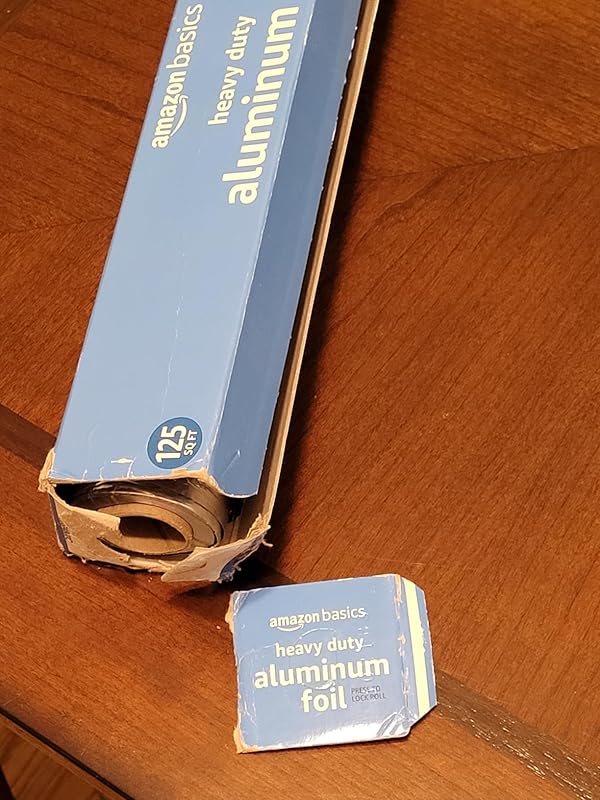 amazon basics
heavy duty
aluminum
125
SQ FT
amazon basics
heavy duty
aluminum
foil
PRESS TO
LOCK ROLL